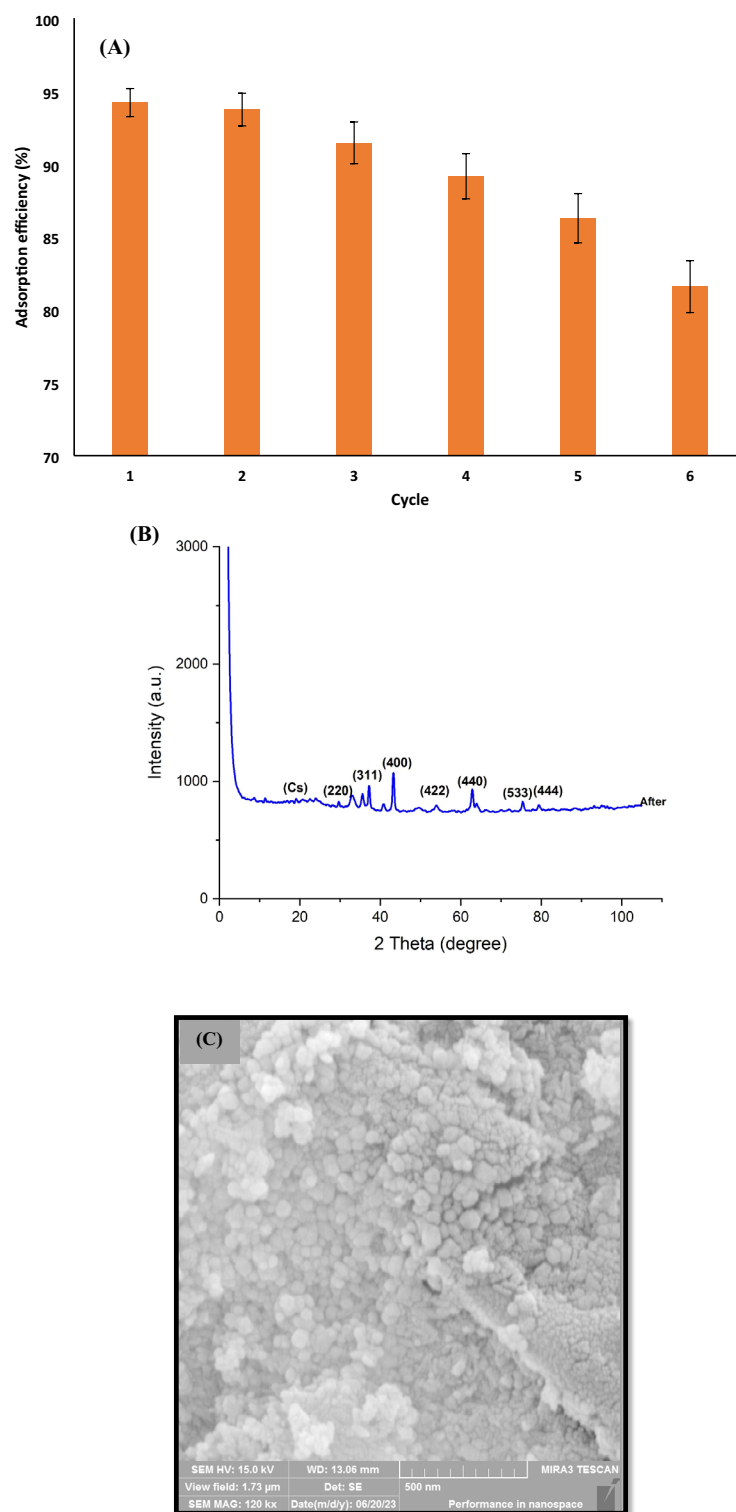 (A)
Adsorption efficiency (%)
100
95
90
85
80
75
70
1 2 3 4 5 6
Cycle
(B)
Intensity (a.u.)
3000
2000
1000
0
(Cs) (220) (311) (400) (422) (440) (533) (444) After
0 20 40 60 80 100
2 Theta (degree)
(C)
SEM HV: 15.0 kV WD: 13.06 mm MIRA3 TESCAN
View field: 1.73 µm Det: SE 500 nm
SEM MAG: 120 kx Date(m/d/y): 06/20/23 Performance in nanospace